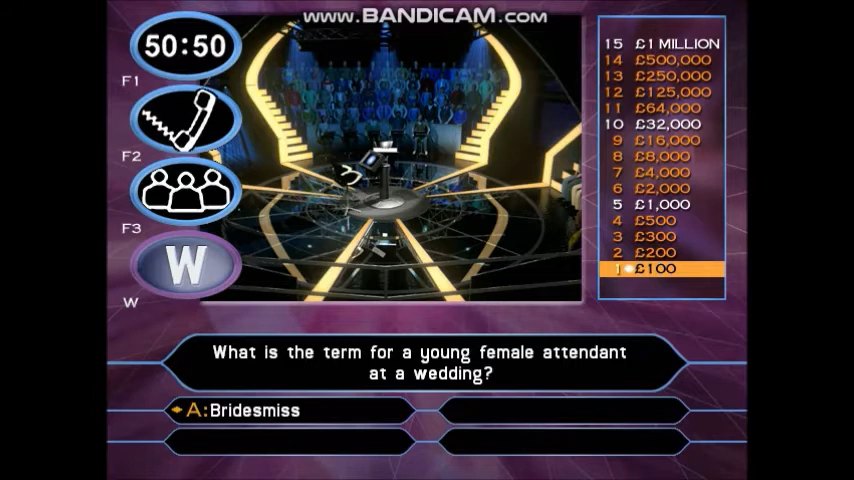 www.BANDICAM.com
50:50
F1
F2
F3
W
W
15 £1 MILLION
14 £500,000
13 £250,000
12 £125,000
11 £64,000
10 £32,000
9 £16,000
8 £8,000
7 £4,000
6 £2,000
5 £1,000
4 £500
3 £300
2 £200
1 £100
What is the term for a young female attendant
at a wedding?
A:Bridesmiss